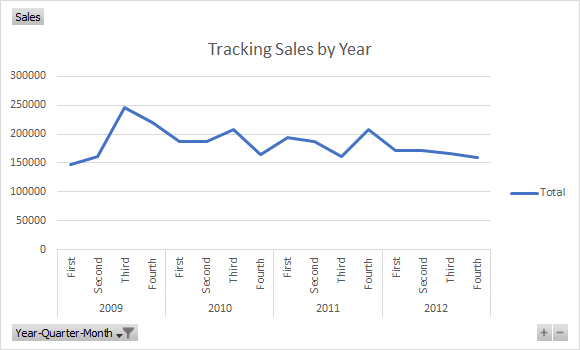 Sales
Tracking Sales by Year
300000
250000
200000
150000
100000
50000
0
Total
First Second Third Fourth First Second Third Fourth First Second Third Fourth First Second Third Fourth
2009 2010 2011 2012
Year-Quarter-Month